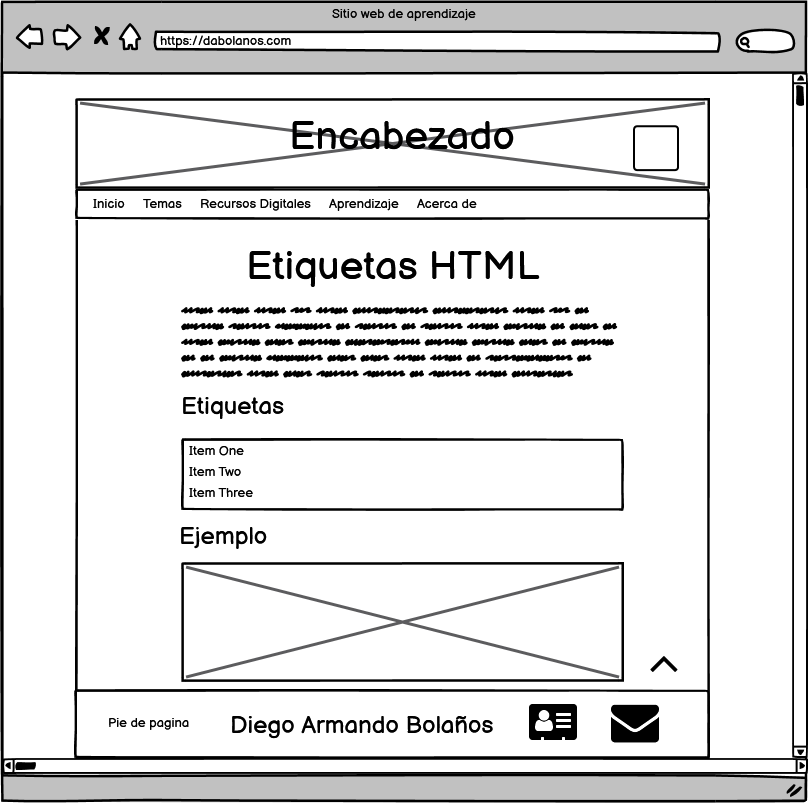 Sitio web de aprendizaje
https://dabolanos.com
Encabezado
Inicio Temas Recursos Digitales Aprendizaje Acerca de
Etiquetas HTML
Etiquetas
Item One
Item Two
Item Three
Ejemplo
Pie de pagina Diego Armando Bolaños